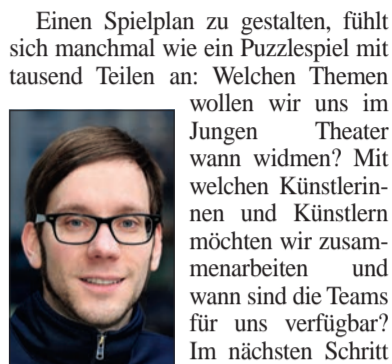 Einen Spielplan zu gestalten, fühlt
sich manchmal wie ein Puzzlespiel mit
tausend Teilen an: Welchen Themen
wollen wir uns im
Jungen Theater
wann widmen? Mit
welchen Künstlerin-
nen und Künstlern
möchten wir zusam-
menarbeiten und
wann sind die Teams
für uns verfügbar?
Im nächsten Schritt